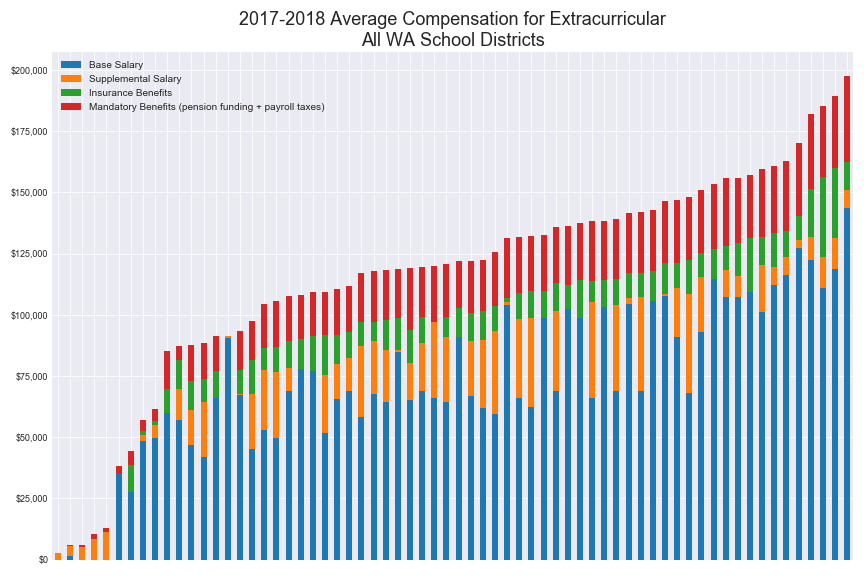 2017-2018 Average Compensation for Extracurricular
All WA School Districts
Base Salary
Supplemental Salary
Insurance Benefits
Mandatory Benefits (pension funding + payroll taxes)
$200,000
$175,000
$150,000
$125,000
$100,000
$75,000
$50,000
$25,000
$0